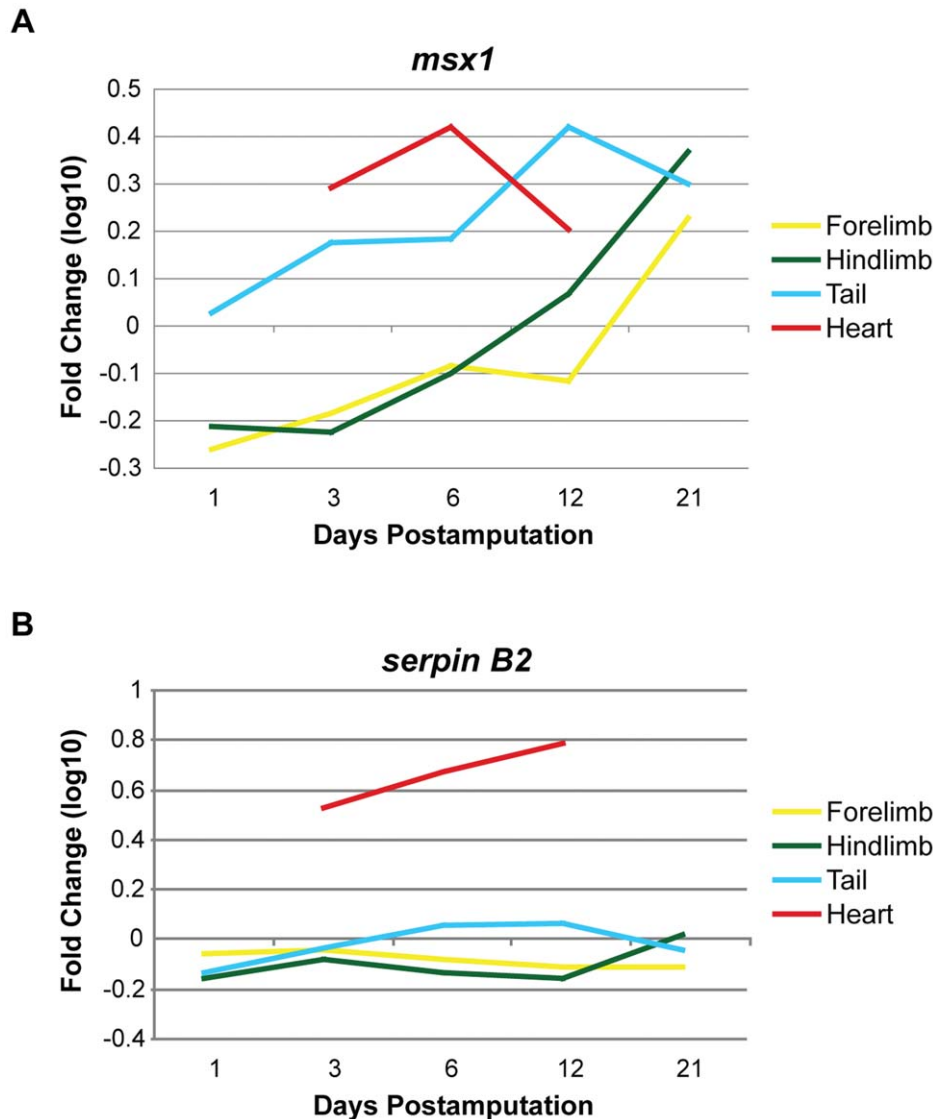 A
msx1
Fold Change (log10)
0.5
0.4
0.3
0.2
0.1
0
-0.1
-0.2
-0.3
1 3 6 12 21
Days Postamputation
Forelimb
Hindlimb
Tail
Heart
B
serpin B2
Fold Change (log10)
1
0.8
0.6
0.4
0.2
0
-0.2
-0.4
1 3 6 12 21
Days Postamputation
Forelimb
Hindlimb
Tail
Heart